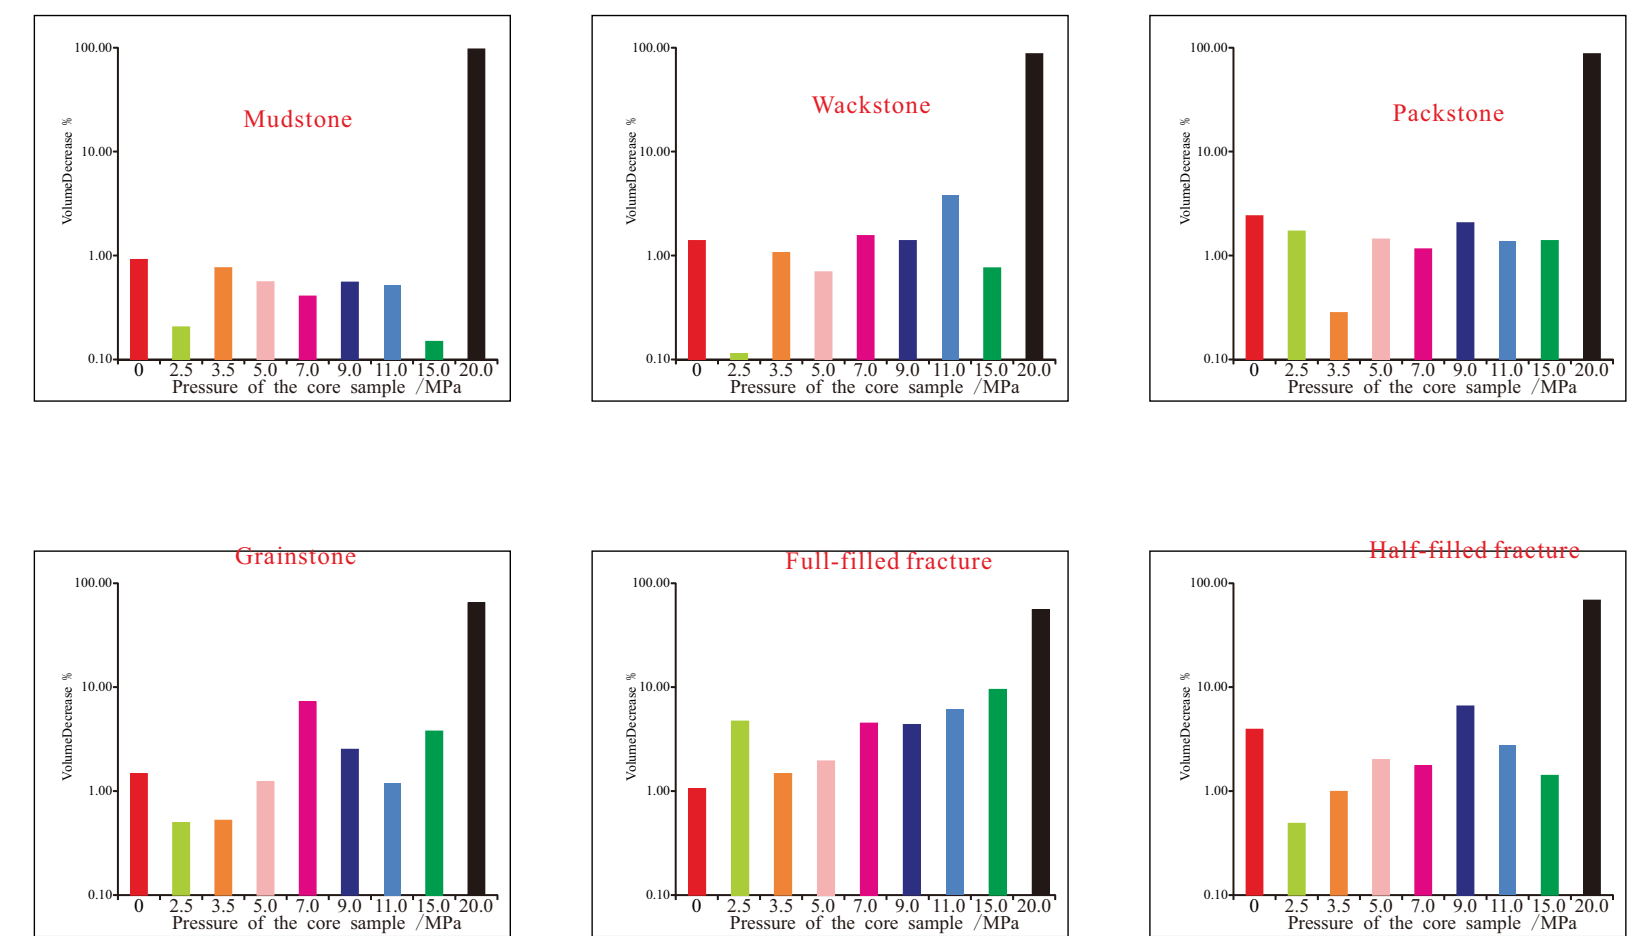 Mudstone
VolumeDecrease %
100.00
10.00
1.00
0.10
0 2.5 3.5 5.0 7.0 9.0 11.0 15.0 20.0
Pressure of the core sample /MPa
Wackstone
VolumeDecrease %
100.00
10.00
1.00
0.10
0 2.5 3.5 5.0 7.0 9.0 11.0 15.0 20.0
Pressure of the core sample /MPa
Packstone
VolumeDecrease %
100.00
10.00
1.00
0.10
0 2.5 3.5 5.0 7.0 9.0 11.0 15.0 20.0
Pressure of the core sample /MPa
Grainstone
VolumeDecrease %
100.00
10.00
1.00
0.10
0 2.5 3.5 5.0 7.0 9.0 11.0 15.0 20.0
Pressure of the core sample /MPa
Full-filled fracture
VolumeDecrease %
100.00
10.00
1.00
0.10
0 2.5 3.5 5.0 7.0 9.0 11.0 15.0 20.0
Pressure of the core sample /MPa
Half-filled fracture
VolumeDecrease %
100.00
10.00
1.00
0.10
0 2.5 3.5 5.0 7.0 9.0 11.0 15.0 20.0
Pressure of the core sample /MPa